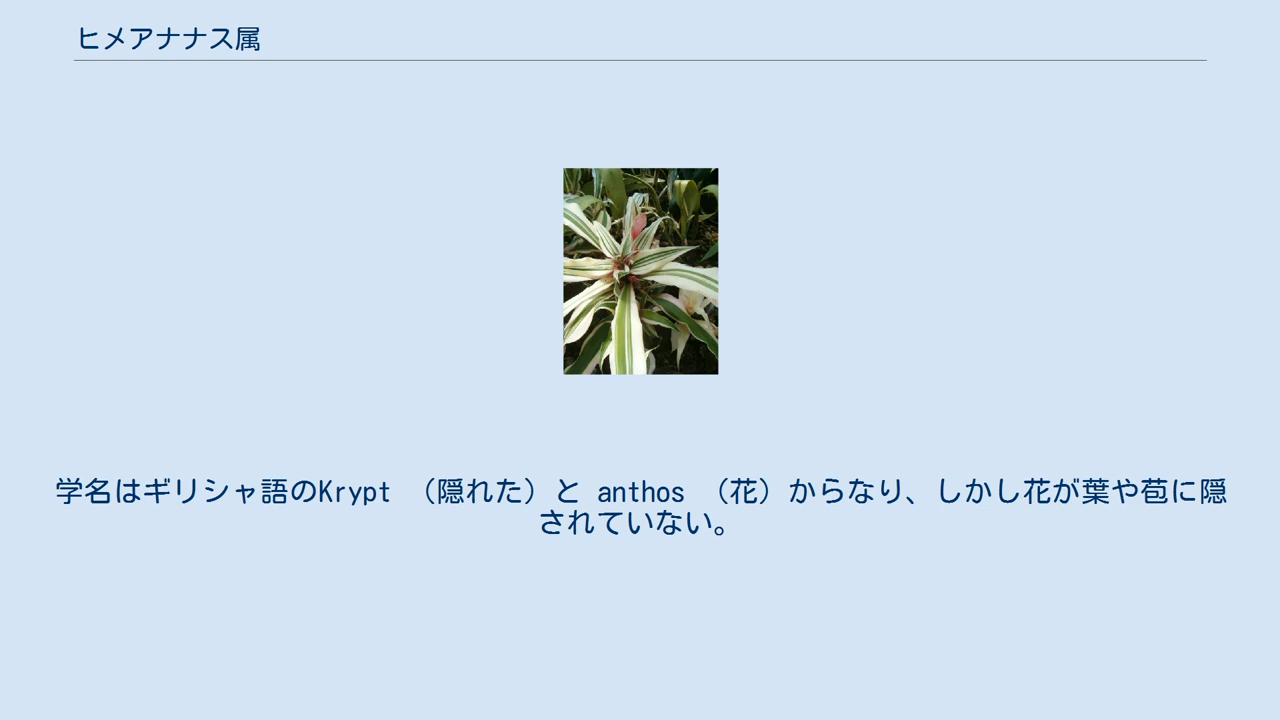 ヒメアナナス属
学名はギリシャ語のKrypt （隠れた）と anthos （花）からなり、しかし花が葉や苞に隠
されていない。